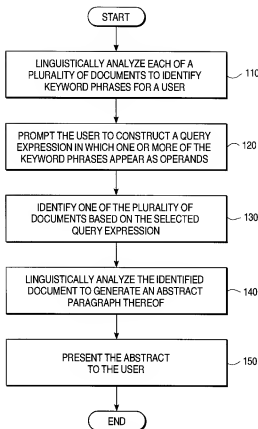 START
LINGUISTICALLY ANALYZE EACH OF A
PLURALITY OF DOCUMENTS TO IDENTIFY
KEYWORD PHRASES FOR A USER
110
PROMPT THE USER TO CONSTRUCT A QUERY
EXPRESSION IN WHICH ONE OR MORE OF THE
KEYWORD PHRASES APPEAR AS OPERANDS
120
IDENTIFY ONE OF THE PLURALITY OF
DOCUMENTS BASED ON THE SELECTED
QUERY EXPRESSION
130
LINGUISTICALLY ANALYZE THE IDENTIFIED
DOCUMENT TO GENERATE AN ABSTRACT
PARAGRAPH THEREOF
140
PRESENT THE ABSTRACT
TO THE USER
150
END